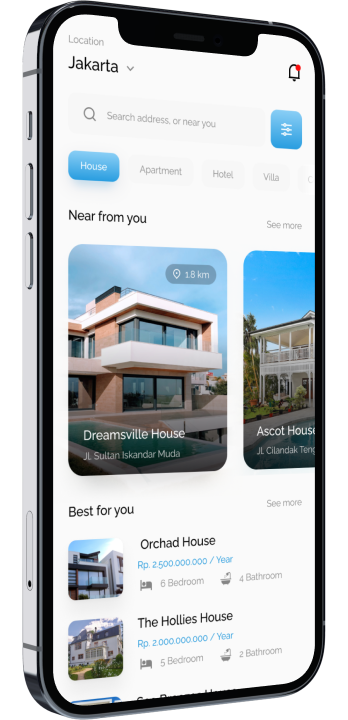 Location
Jakarta
Search address, or near you
House Apartment Hotel Villa
Near from you
See more
1.8 km
Dreamsville House
Jl. Sultan Iskandar Muda
Ascot House
Jl. Cilandak Teng
Best for you
See more
Orchad House
Rp. 2.500.000.000 / Year
6 Bedroom 4 Bathroom
The Hollies House
Rp. 2.000.000.000 / Year
5 Bedroom 2 Bathroom
House